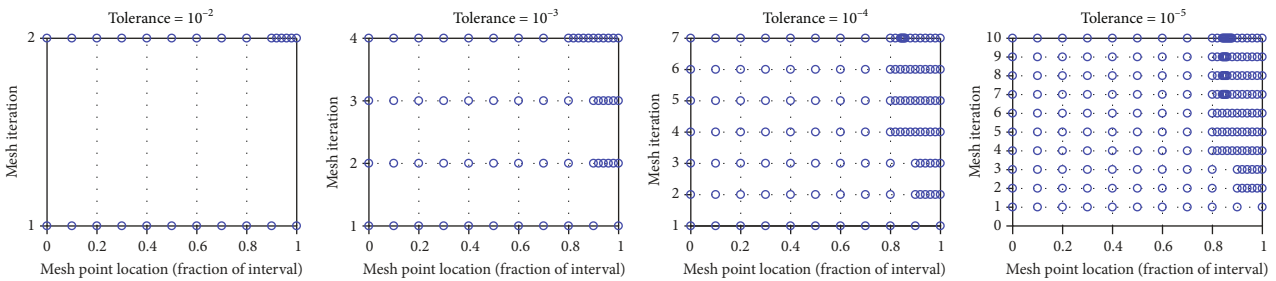 Tolerance = 10⁻²
2
1
Mesh iteration
0 0.2 0.4 0.6 0.8 1
Mesh point location (fraction of interval)
Tolerance = 10⁻³
4
3
2
1
Mesh iteration
0 0.2 0.4 0.6 0.8 1
Mesh point location (fraction of interval)
Tolerance = 10⁻⁴
7
6
5
4
3
2
1
Mesh iteration
0 0.2 0.4 0.6 0.8 1
Mesh point location (fraction of interval)
Tolerance = 10⁻⁵
10
9
8
7
6
5
4
3
2
1
0
Mesh iteration
0 0.2 0.4 0.6 0.8 1
Mesh point location (fraction of interval)